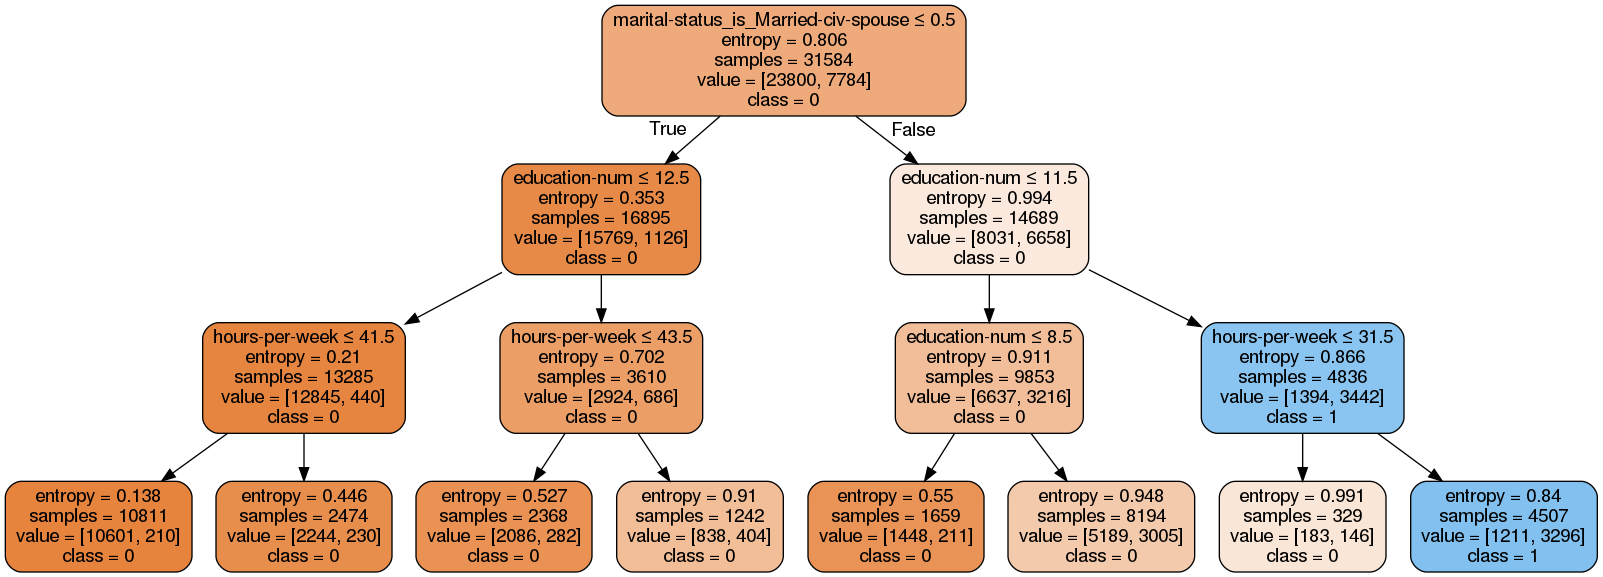 marital-status_is_Married-civ-spouse ≤ 0.5
entropy = 0.806
samples = 31584
value = [23800, 7784]
class = 0
True
False
education-num ≤ 12.5
entropy = 0.353
samples = 16895
value = [15769, 1126]
class = 0
education-num ≤ 11.5
entropy = 0.994
samples = 14689
value = [8031, 6658]
class = 0
hours-per-week ≤ 41.5
entropy = 0.21
samples = 13285
value = [12845, 440]
class = 0
hours-per-week ≤ 43.5
entropy = 0.702
samples = 3610
value = [2924, 686]
class = 0
education-num ≤ 8.5
entropy = 0.911
samples = 9853
value = [6637, 3216]
class = 0
hours-per-week ≤ 31.5
entropy = 0.866
samples = 4836
value = [1394, 3442]
class = 1
entropy = 0.138
samples = 10811
value = [10601, 210]
class = 0
entropy = 0.446
samples = 2474
value = [2244, 230]
class = 0
entropy = 0.527
samples = 2368
value = [2086, 282]
class = 0
entropy = 0.91
samples = 1242
value = [838, 404]
class = 0
entropy = 0.55
samples = 1659
value = [1448, 211]
class = 0
entropy = 0.948
samples = 8194
value = [5189, 3005]
class = 0
entropy = 0.991
samples = 329
value = [183, 146]
class = 0
entropy = 0.84
samples = 4507
value = [1211, 3296]
class = 1